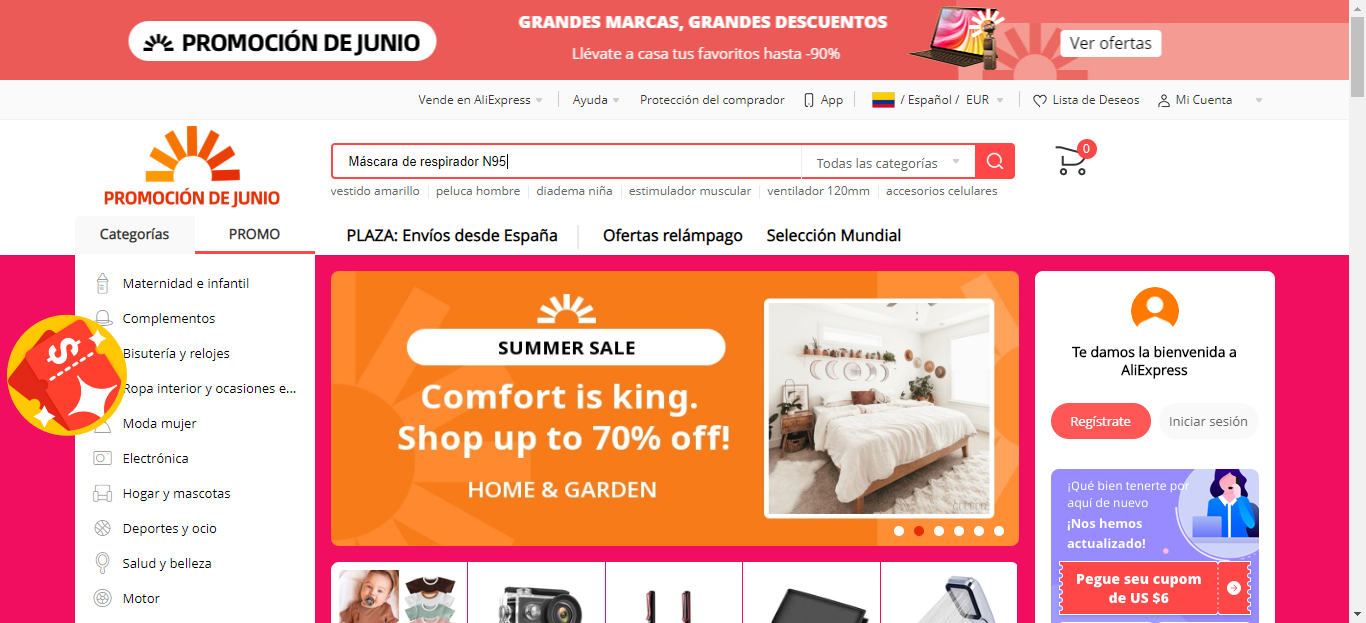 PROMOCIÓN DE JUNIO
GRANDES MARCAS, GRANDES DESCUENTOS
Llévate a casa tus favoritos hasta -90%
Ver ofertas
Vende en AliExpress
Ayuda
Protección del comprador
App
/ Español / EUR
Lista de Deseos
Mi Cuenta
PROMOCIÓN DE JUNIO
Máscara de respirador N95
Todas las categorías
0
vestido amarillo
peluca hombre
diadema niña
estimulador muscular
ventilador 120mm
accesorios celulares
Categorías
PROMO
PLAZA: Envíos desde España
Ofertas relámpago
Selección Mundial
Maternidad e infantil
Complementos
Bisutería y relojes
Ropa interior y ocasiones e...
Moda mujer
Electrónica
Hogar y mascotas
Deportes y ocio
Salud y belleza
Motor
$
SUMMER SALE
Comfort is king.
Shop up to 70% off!
HOME & GARDEN
Te damos la bienvenida a
AliExpress
Regístrate
Iniciar sesión
¡Qué bien tenerte por
aquí de nuevo
¡Nos hemos
actualizado!
Pegue seu cupom
de US $6